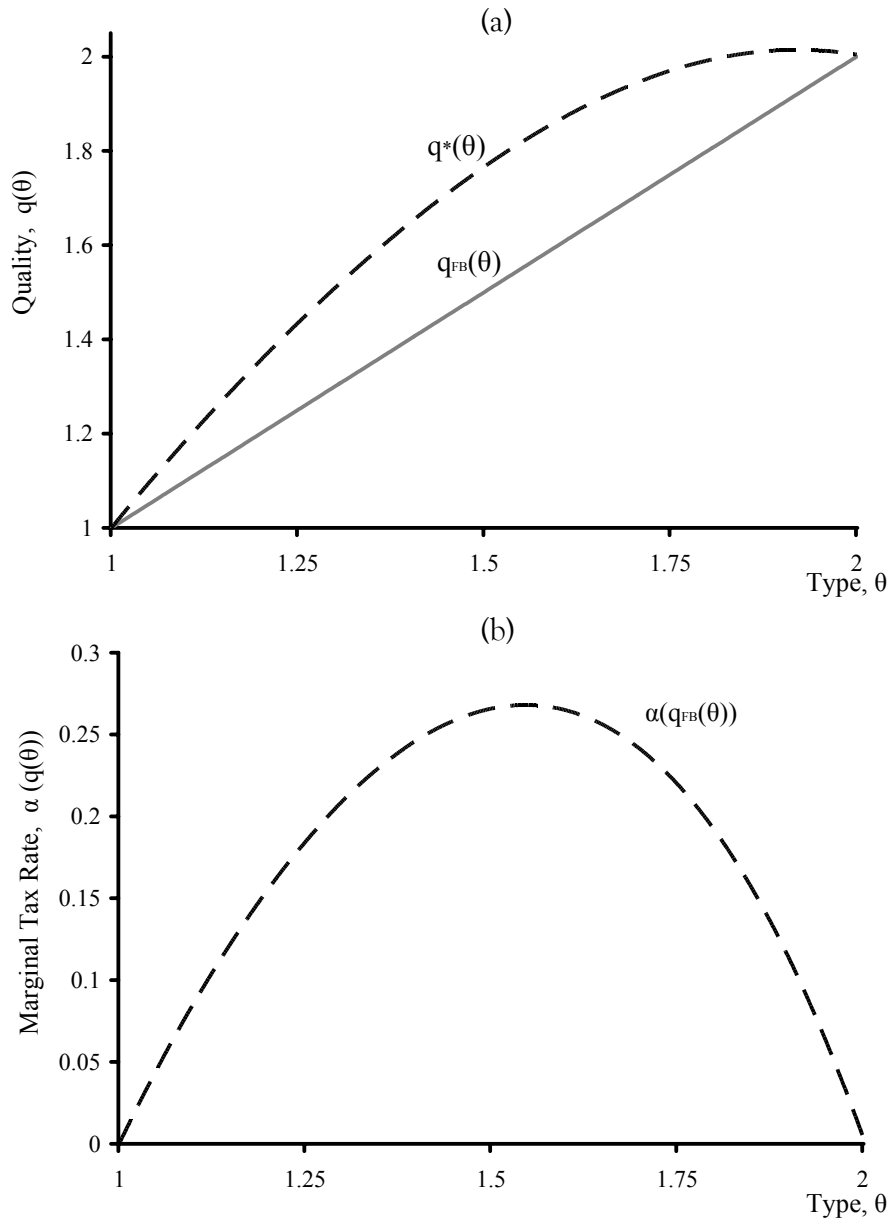 (a)
2
1.8
1.6
1.4
1.2
1
Quality, q(θ)
q*(θ)
qFB(θ)
1
1.25
1.5
1.75
2
Type, θ
(b)
0.3
0.25
0.2
0.15
0.1
0.05
0
Marginal Tax Rate, α (q(θ))
α(qFB(θ))
1
1.25
1.5
1.75
2
Type, θ